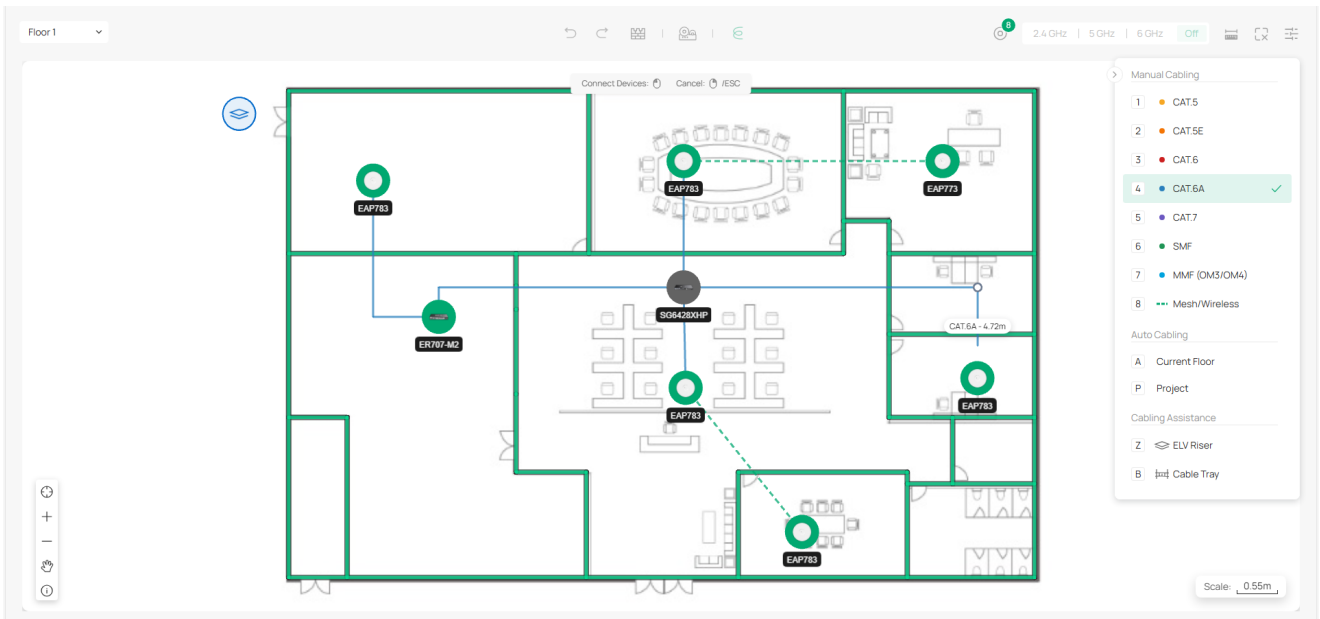 Floor 1
8
2.4 GHz | 5 GHz | 6 GHz Off
Connect Devices: Cancel: /ESC
Manual Cabling
1 CAT.5
2 CAT.5E
3 CAT.6
4 CAT.6A
5 CAT.7
6 SMF
7 MMF (OM3/OM4)
8 Mesh/Wireless
Auto Cabling
A Current Floor
P Project
Cabling Assistance
Z ELV Riser
B Cable Tray
EAP783
EAP783
EAP773
SG6428XHP
CAT.6A - 4.72m
ER707-M2
EAP783
EAP783
EAP783
Scale: 0.55m